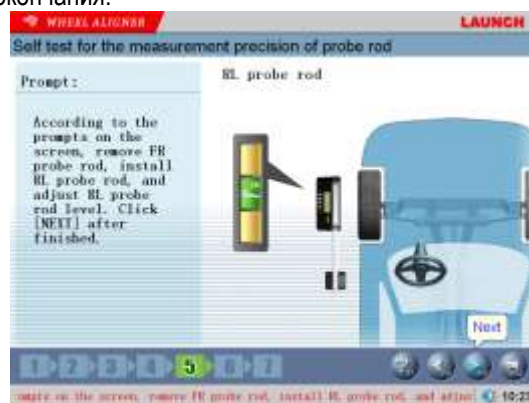 окончания.
WHEEL ALIGNER
LAUNCH
Self test for the measurement precision of probe rod
Prompt:
RL probe rod
According to the
prompts on the
screen, remove FR
probe rod, install
RL probe rod, and
adjust RL probe
rod level. Click
[NEXT] after
finished.
Next
1 2 3 4 5 6 7
ompts on the screen, remove FR probe rod, install RL probe rod, and adjus